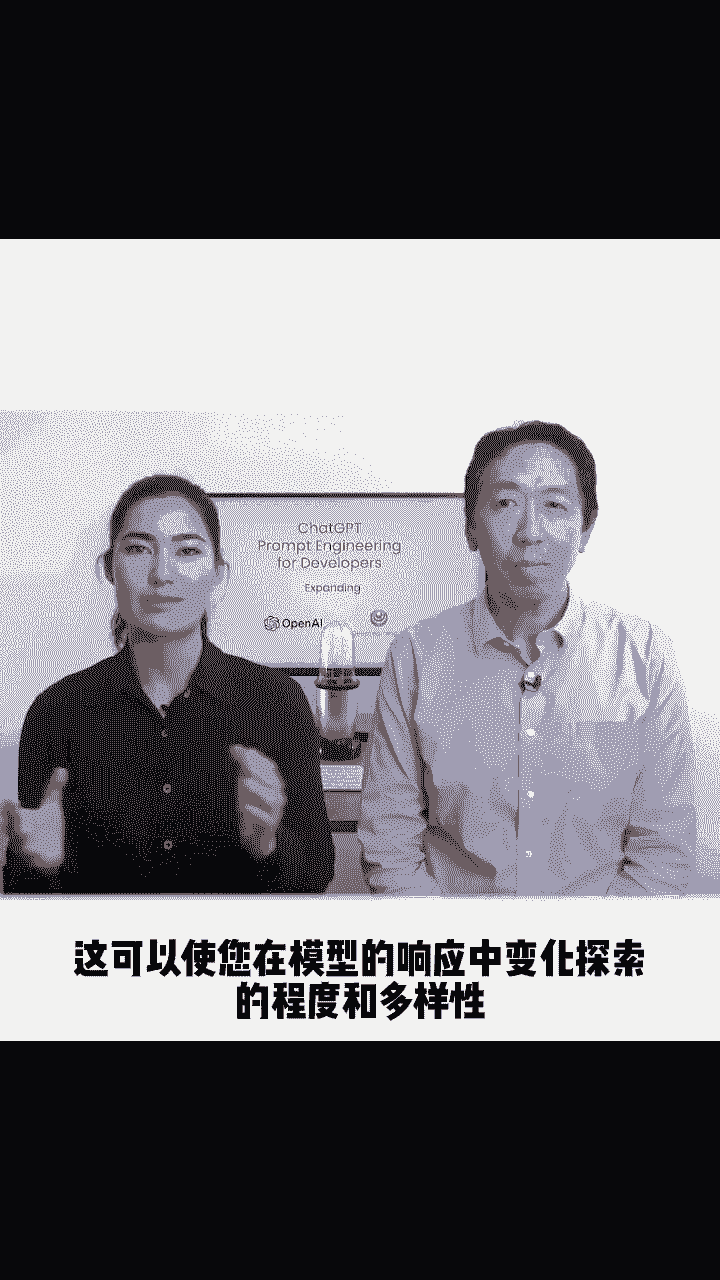 ChatGPT
Prompt Engineering
for Developers
Expanding
OpenAI
这可以使您在模型的响应中变化探索
的程度和多样性